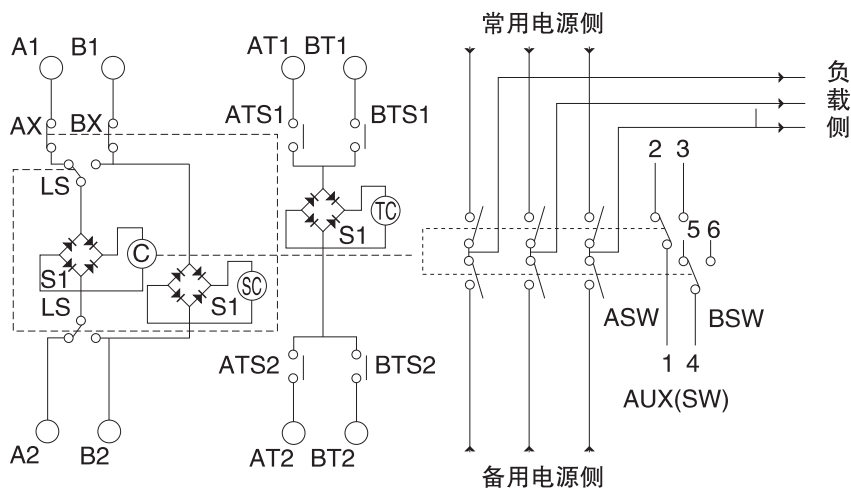 常用电源侧
A1 B1 AT1 BT1
负
载
侧
ATS1 BTS1
AX BX
2 3
LS
TC
S1
5 6
C
S1 SC
S1
LS
ASW BSW
ATS2 BTS2
1 4
AUX(SW)
A2 B2 AT2 BT2
备用电源侧